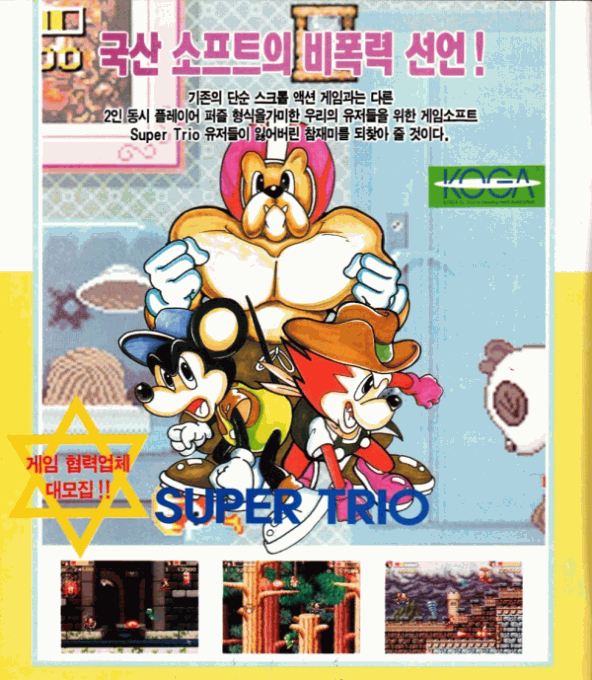 국산 소프트의 비폭력 선언!
기존의 단순 스크롤 액션 게임과는 다른
2인 동시 플레이어 퍼즐 형식을가미한 우리의 유저들을 위한 게임소프트
Super Trio 유저들이 잃어버린 참재미를 되찾아 줄 것이다.
KOGA
게임 협력업체
대모집!!
SUPER TRIO